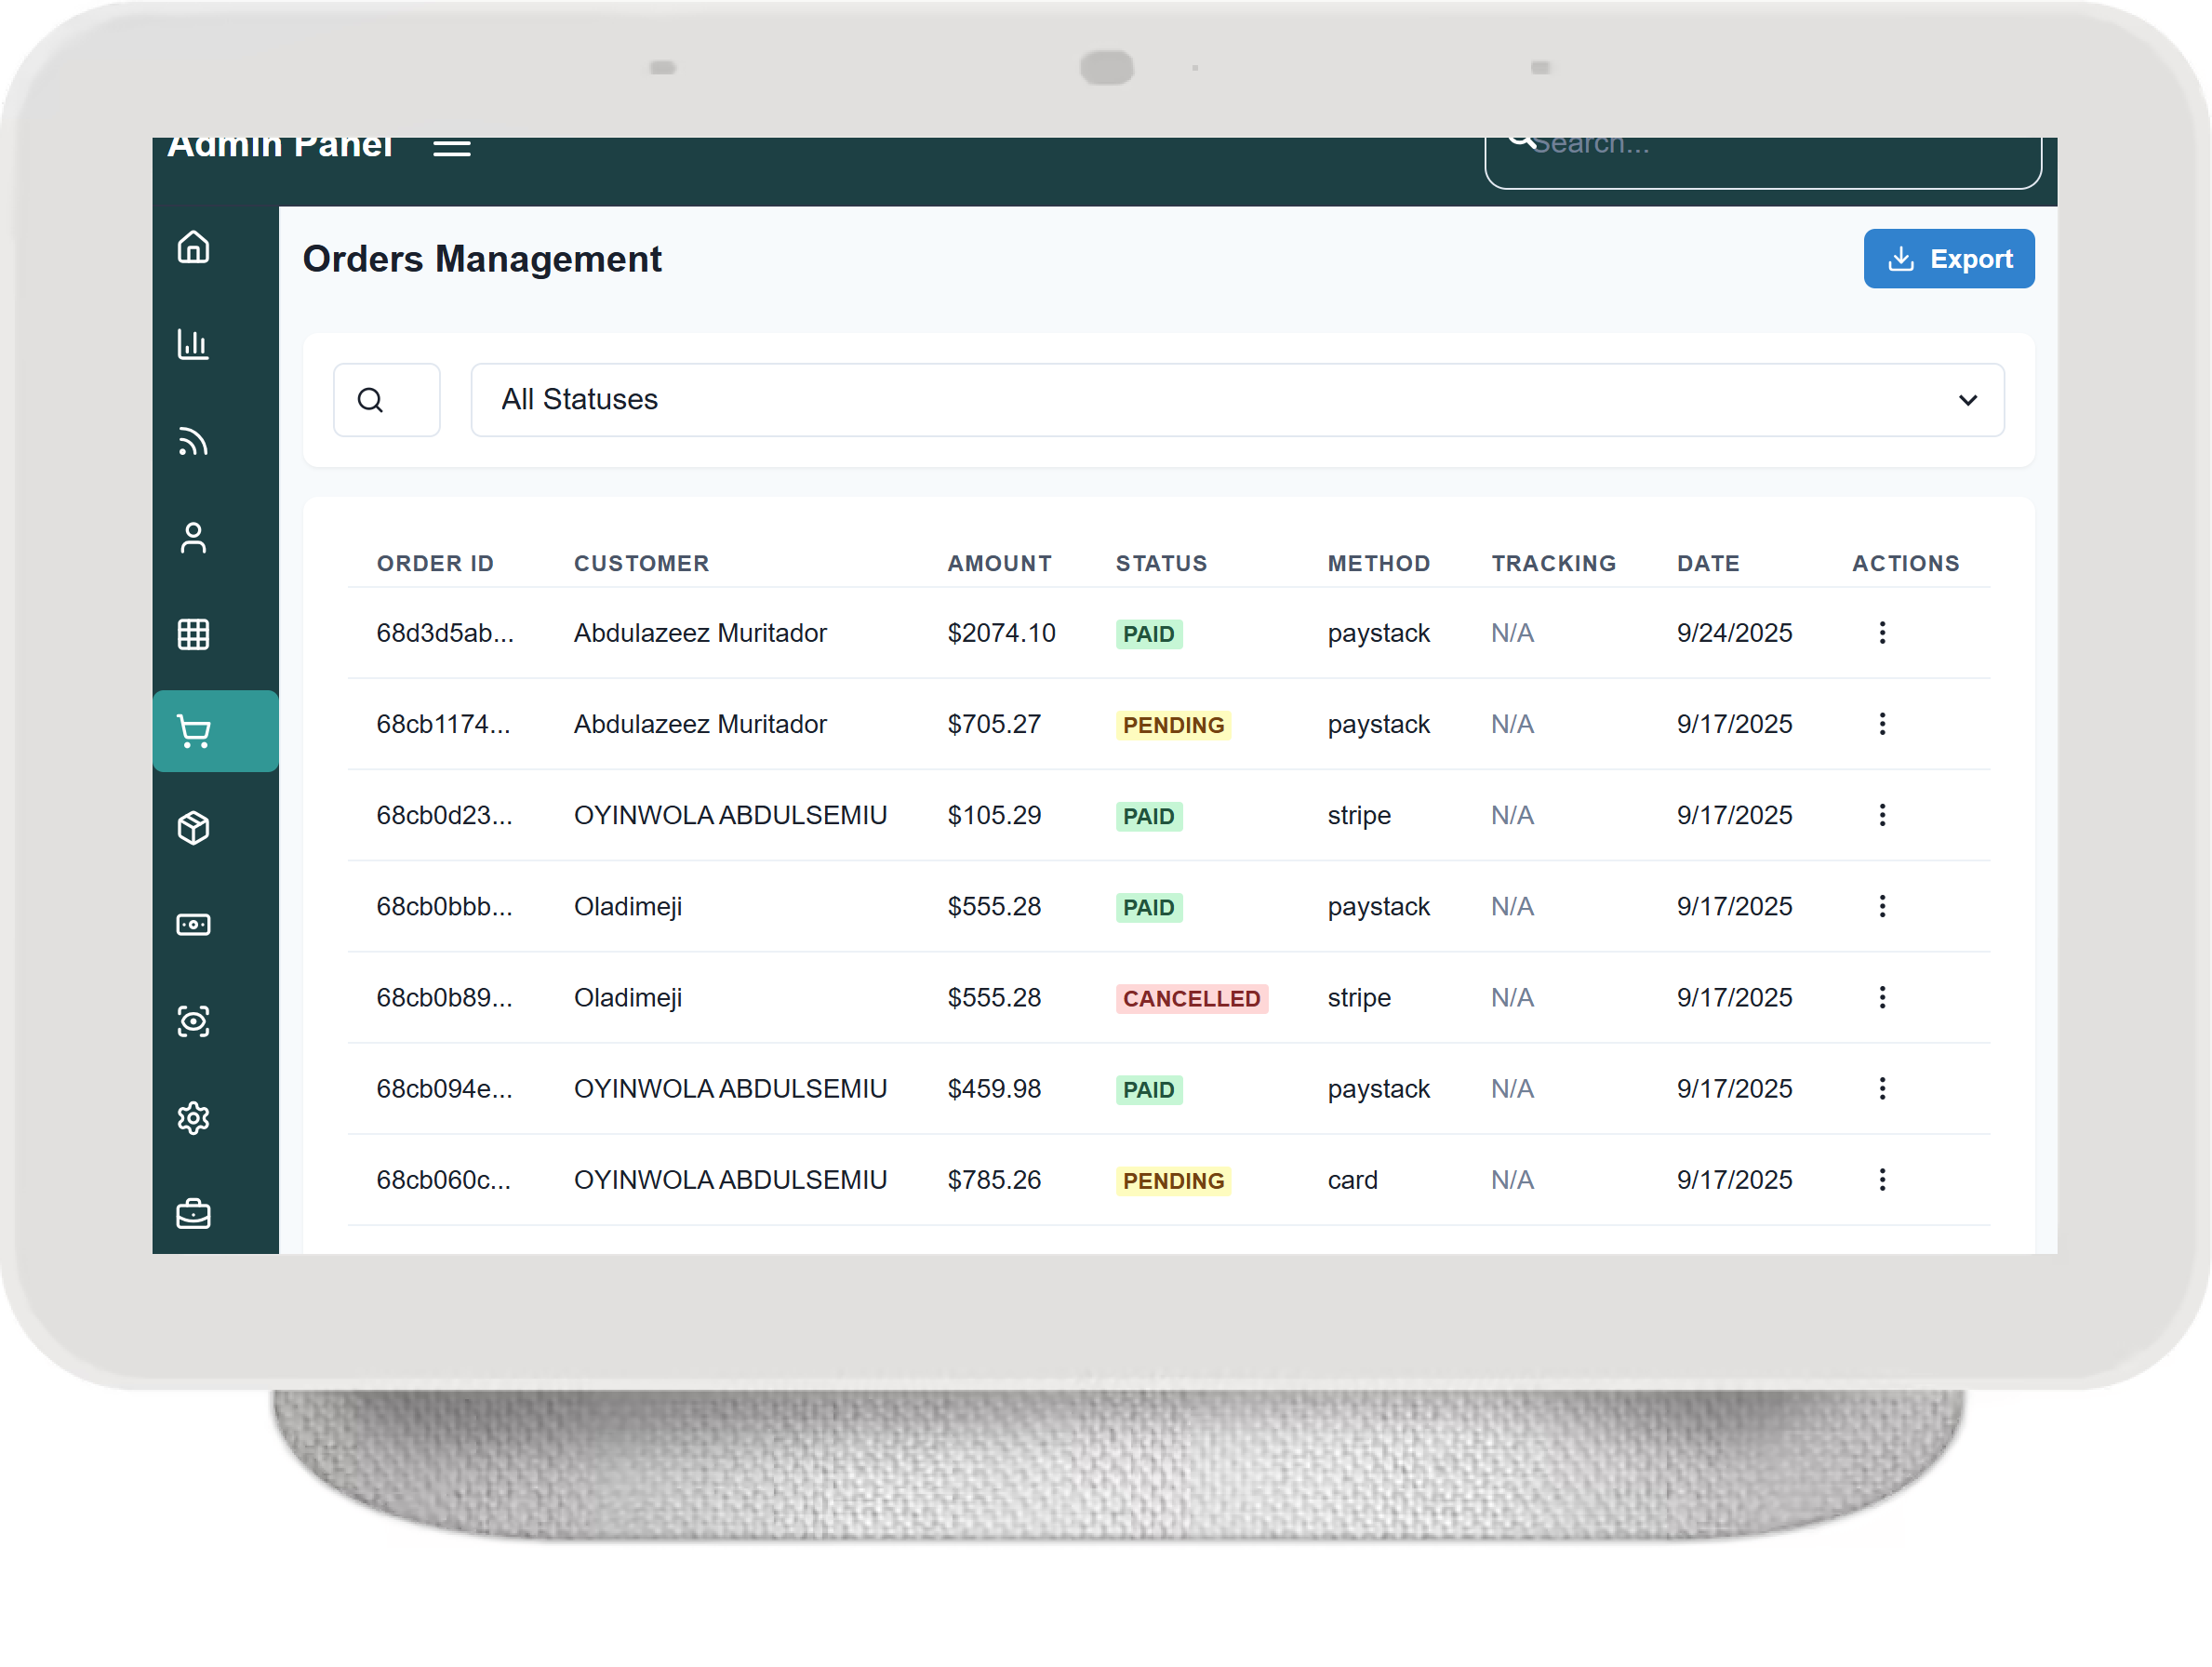 Admin Panel
Search...
Orders Management
Export
All Statuses
ORDER ID CUSTOMER AMOUNT STATUS METHOD TRACKING DATE ACTIONS
68d3d5ab... Abdulazeez Muritador $2074.10 PAID paystack N/A 9/24/2025
68cb1174... Abdulazeez Muritador $705.27 PENDING paystack N/A 9/17/2025
68cb0d23... OYINWOLA ABDULSEMIU $105.29 PAID stripe N/A 9/17/2025
68cb0bbb... Oladimeji $555.28 PAID paystack N/A 9/17/2025
68cb0b89... Oladimeji $555.28 CANCELLED stripe N/A 9/17/2025
68cb094e... OYINWOLA ABDULSEMIU $459.98 PAID paystack N/A 9/17/2025
68cb060c... OYINWOLA ABDULSEMIU $785.26 PENDING card N/A 9/17/2025